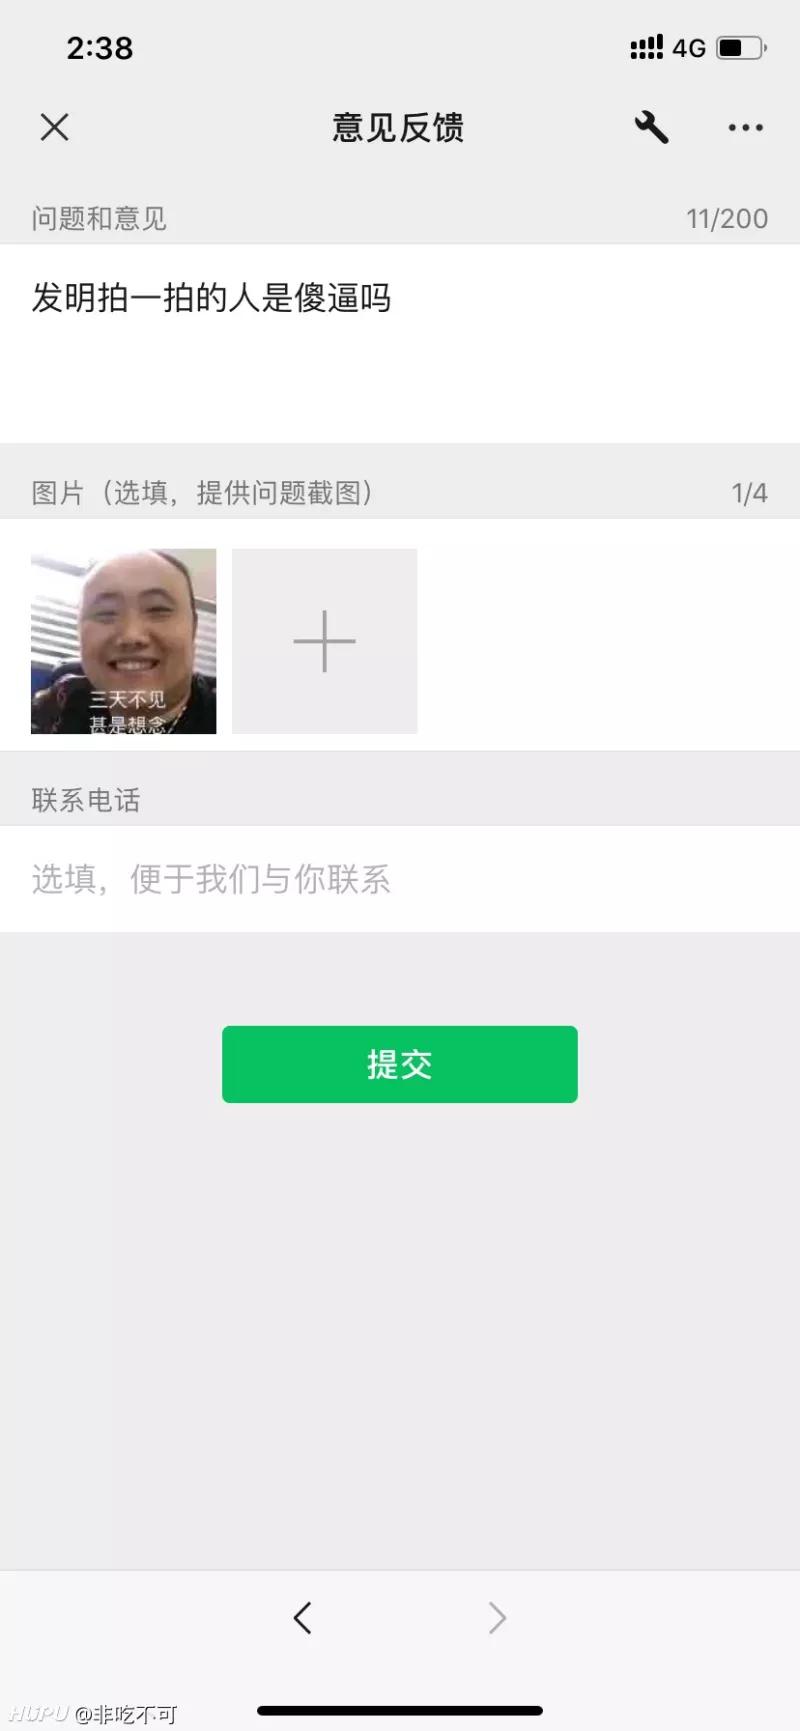 2:38
4G
意见反馈
问题和意见
11/200
发明拍一拍的人是傻逼吗
图片（选填，提供问题截图）
1/4
三天不见
甚是想念
联系电话
选填，便于我们与你联系
提交
HUPU @非吃不可